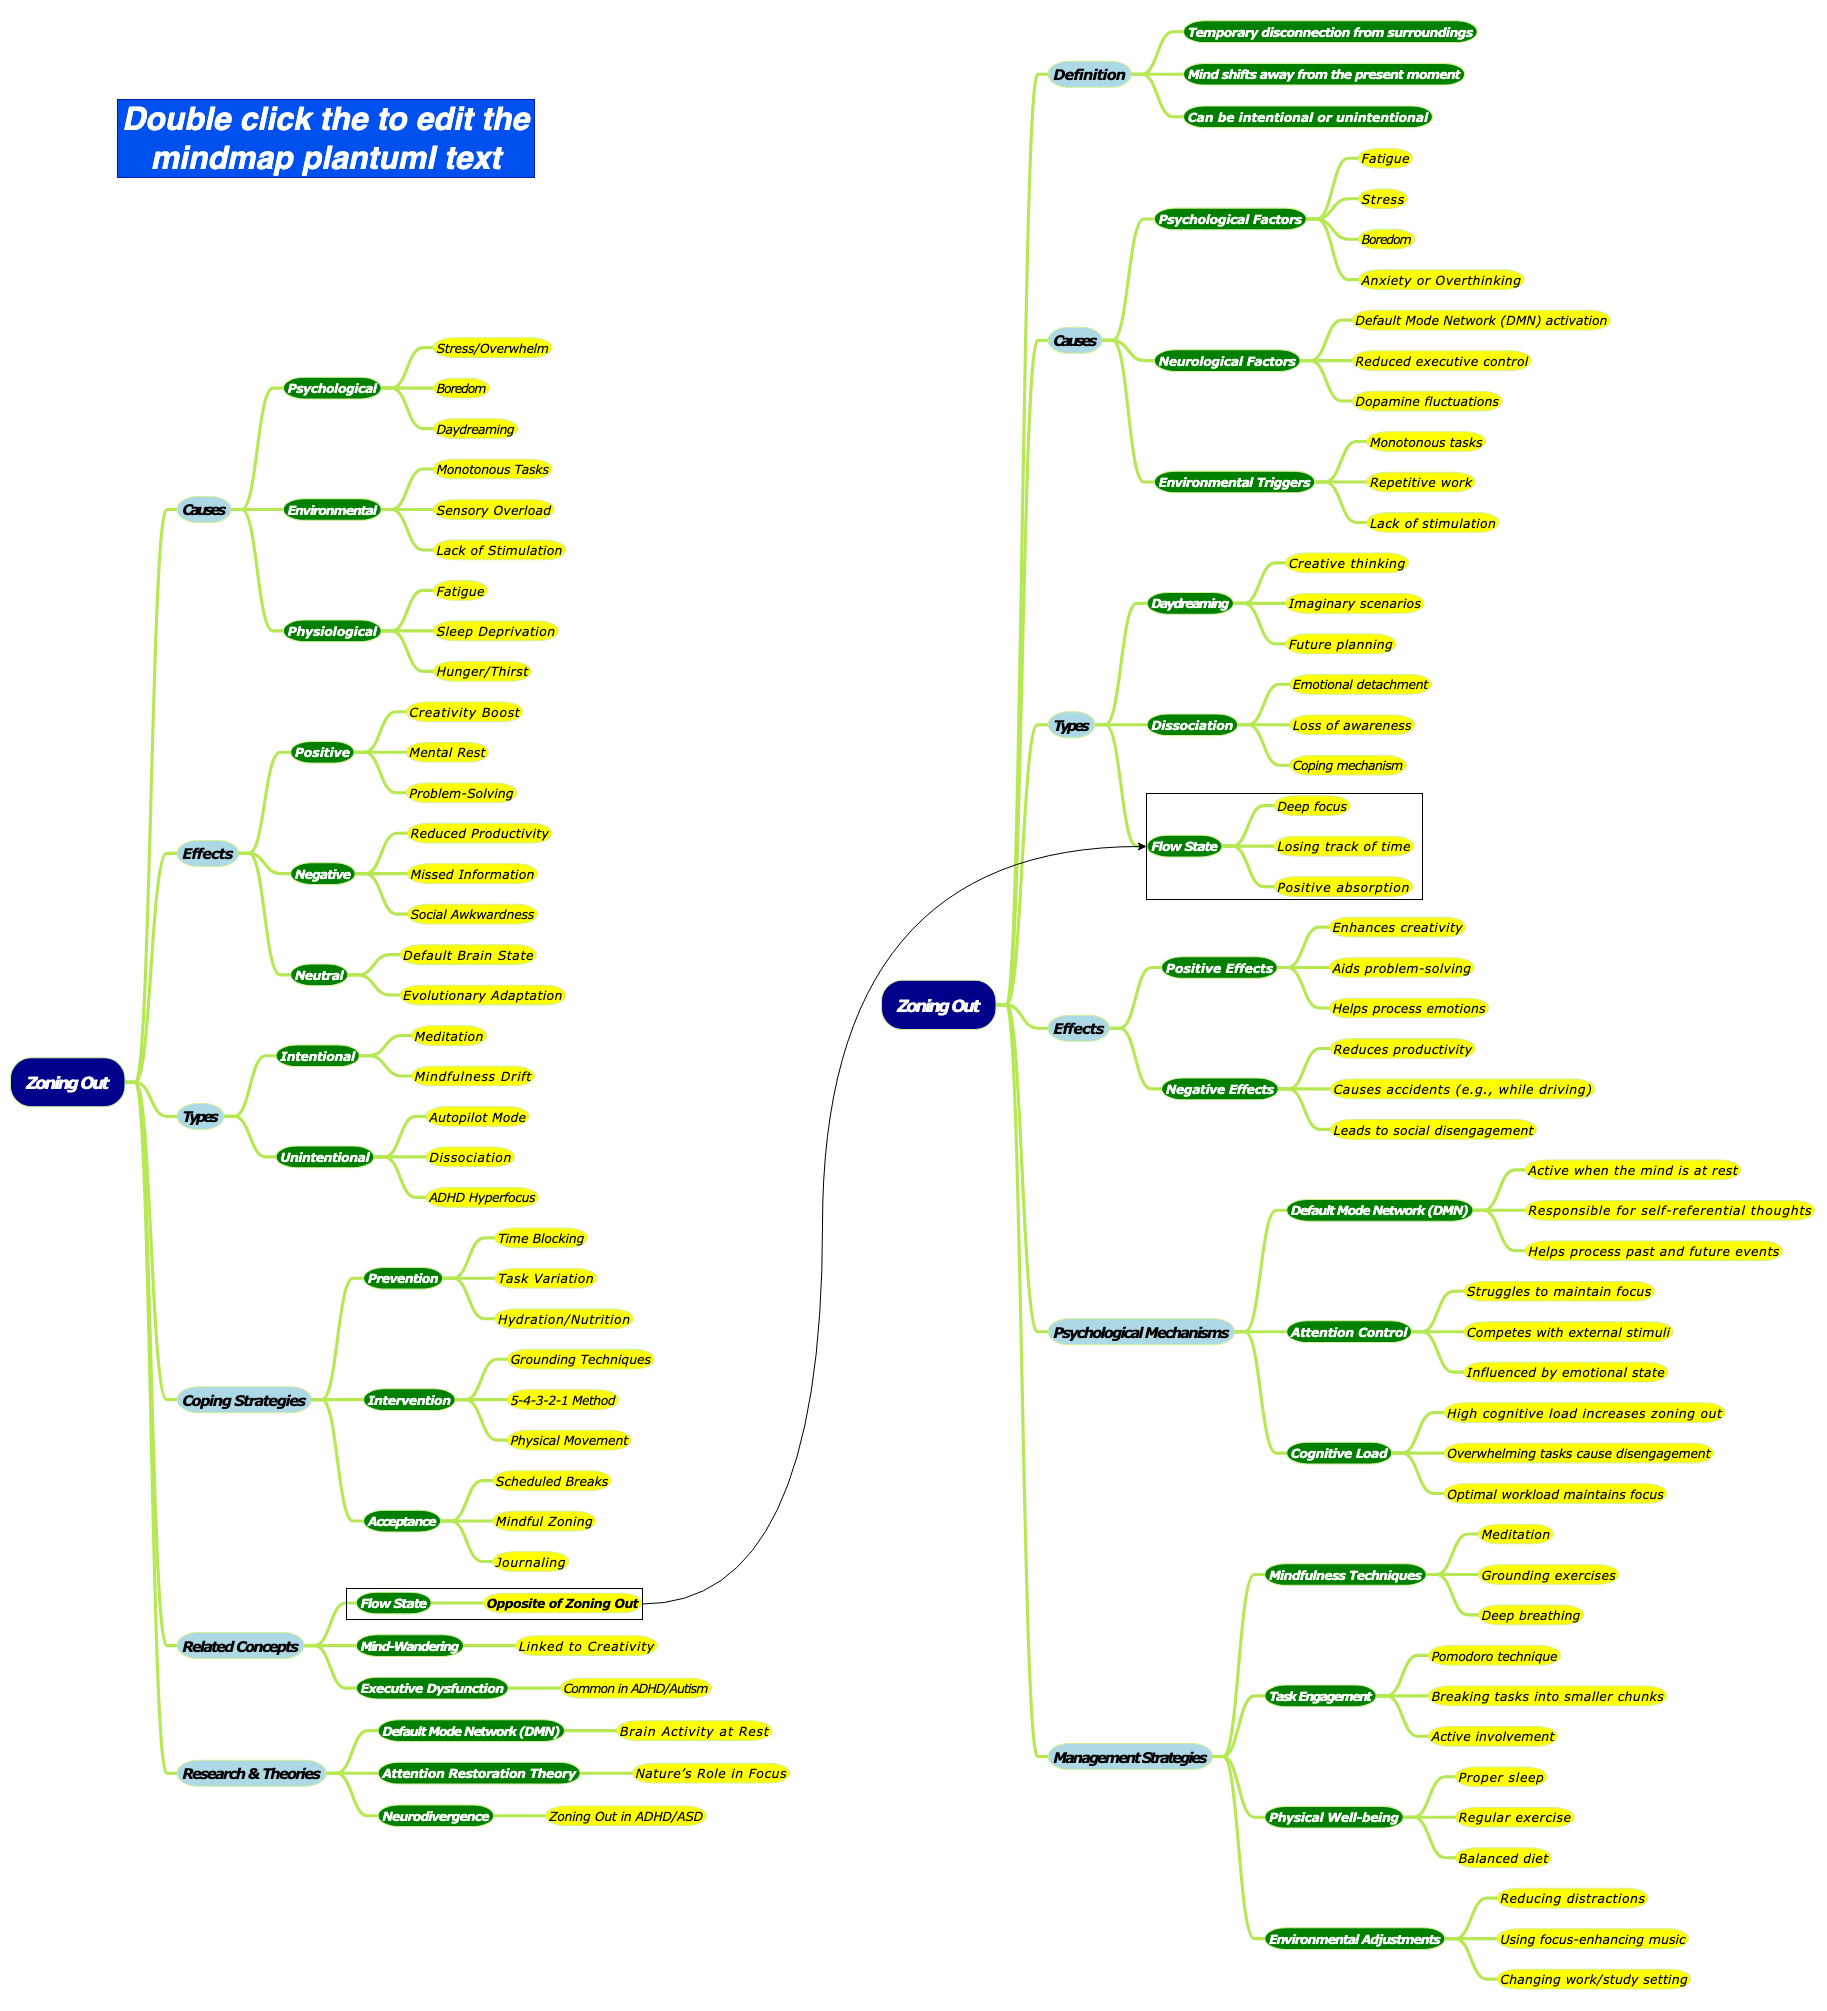 Double click the to edit the
mindmap plantuml text
Zoning Out
Causes
Psychological
Stress/Overwhelm
Boredom
Daydreaming
Environmental
Monotonous Tasks
Sensory Overload
Lack of Stimulation
Physiological
Fatigue
Sleep Deprivation
Hunger/Thirst
Effects
Positive
Creativity Boost
Mental Rest
Problem-Solving
Negative
Reduced Productivity
Missed Information
Social Awkwardness
Neutral
Default Brain State
Evolutionary Adaptation
Types
Intentional
Meditation
Mindfulness Drift
Unintentional
Autopilot Mode
Dissociation
ADHD Hyperfocus
Coping Strategies
Prevention
Time Blocking
Task Variation
Hydration/Nutrition
Intervention
Grounding Techniques
5-4-3-2-1 Method
Physical Movement
Acceptance
Scheduled Breaks
Mindful Zoning
Journaling
Related Concepts
Flow State
Opposite of Zoning Out
Mind-Wandering
Linked to Creativity
Executive Dysfunction
Common in ADHD/Autism
Research & Theories
Default Mode Network (DMN)
Brain Activity at Rest
Attention Restoration Theory
Nature's Role in Focus
Neurodivergence
Zoning Out in ADHD/ASD
Zoning Out
Definition
Temporary disconnection from surroundings
Mind shifts away from the present moment
Can be intentional or unintentional
Causes
Psychological Factors
Fatigue
Stress
Boredom
Anxiety or Overthinking
Neurological Factors
Default Mode Network (DMN) activation
Reduced executive control
Dopamine fluctuations
Environmental Triggers
Monotonous tasks
Repetitive work
Lack of stimulation
Types
Daydreaming
Creative thinking
Imaginary scenarios
Future planning
Dissociation
Emotional detachment
Loss of awareness
Coping mechanism
Flow State
Deep focus
Losing track of time
Positive absorption
Effects
Positive Effects
Enhances creativity
Aids problem-solving
Helps process emotions
Negative Effects
Reduces productivity
Causes accidents (e.g., while driving)
Leads to social disengagement
Psychological Mechanisms
Default Mode Network (DMN)
Active when the mind is at rest
Responsible for self-referential thoughts
Helps process past and future events
Attention Control
Struggles to maintain focus
Competes with external stimuli
Influenced by emotional state
Cognitive Load
High cognitive load increases zoning out
Overwhelming tasks cause disengagement
Optimal workload maintains focus
Management Strategies
Mindfulness Techniques
Meditation
Grounding exercises
Deep breathing
Task Engagement
Pomodoro technique
Breaking tasks into smaller chunks
Active involvement
Physical Well-being
Proper sleep
Regular exercise
Balanced diet
Environmental Adjustments
Reducing distractions
Using focus-enhancing music
Changing work/study setting